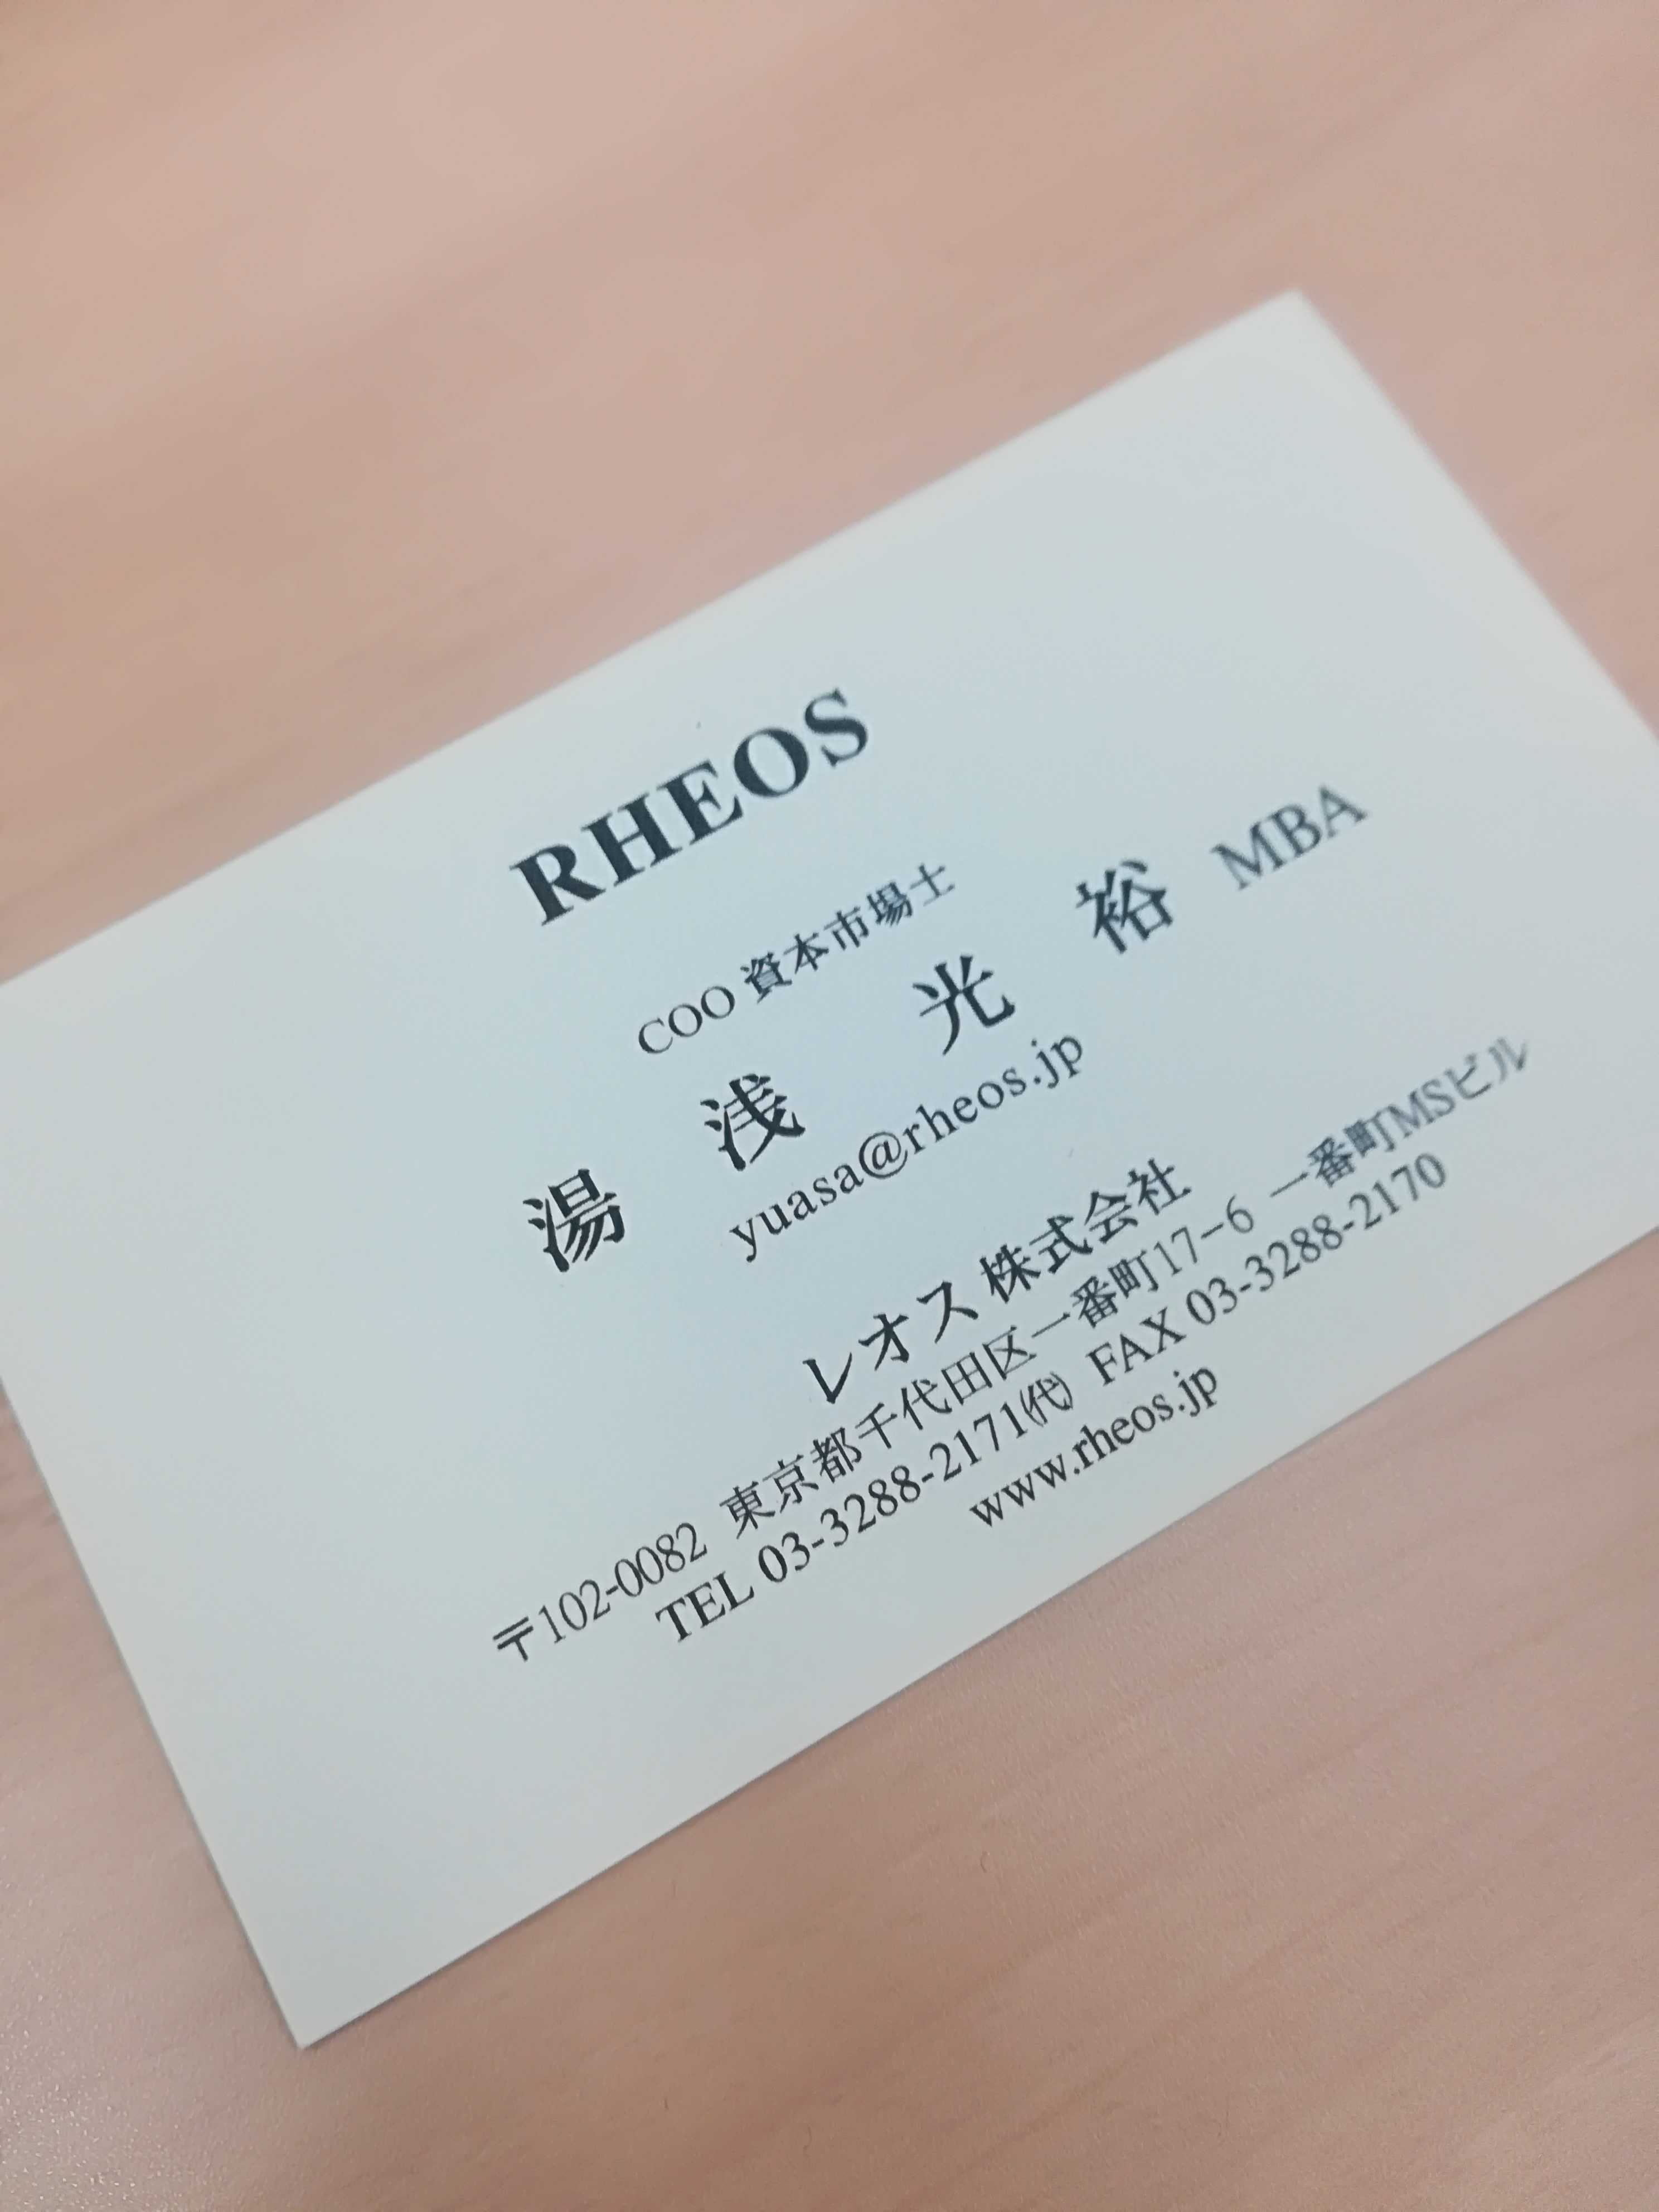 RHEOS
COO 資本市場士
湯 浅 光 裕 MBA
yuasa@rheos.jp
レオス 株式会社
〒102-0082 東京都千代田区一番町17-6 一番町MSビル
TEL 03-3288-2171㈹ FAX 03-3288-2170
www.rheos.jp